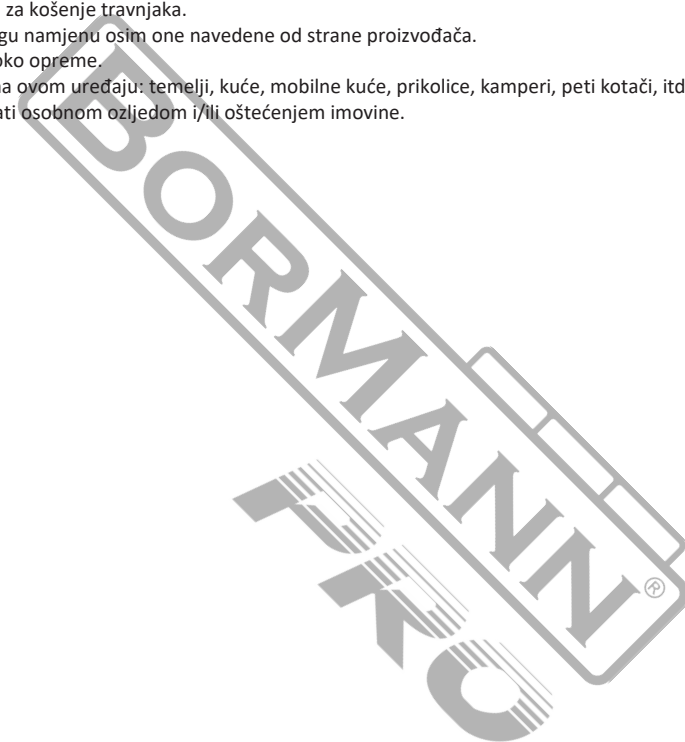 za košenje travnjaka.
gu namjenu osim one navedene od strane proizvođača.
oko opreme.
na ovom uređaju: temelji, kuće, mobilne kuće, prikolice, kamperi, peti kotači, itd
ati osobnom ozljedom i/ili oštećenjem imovine.
BORMANN®
PRO